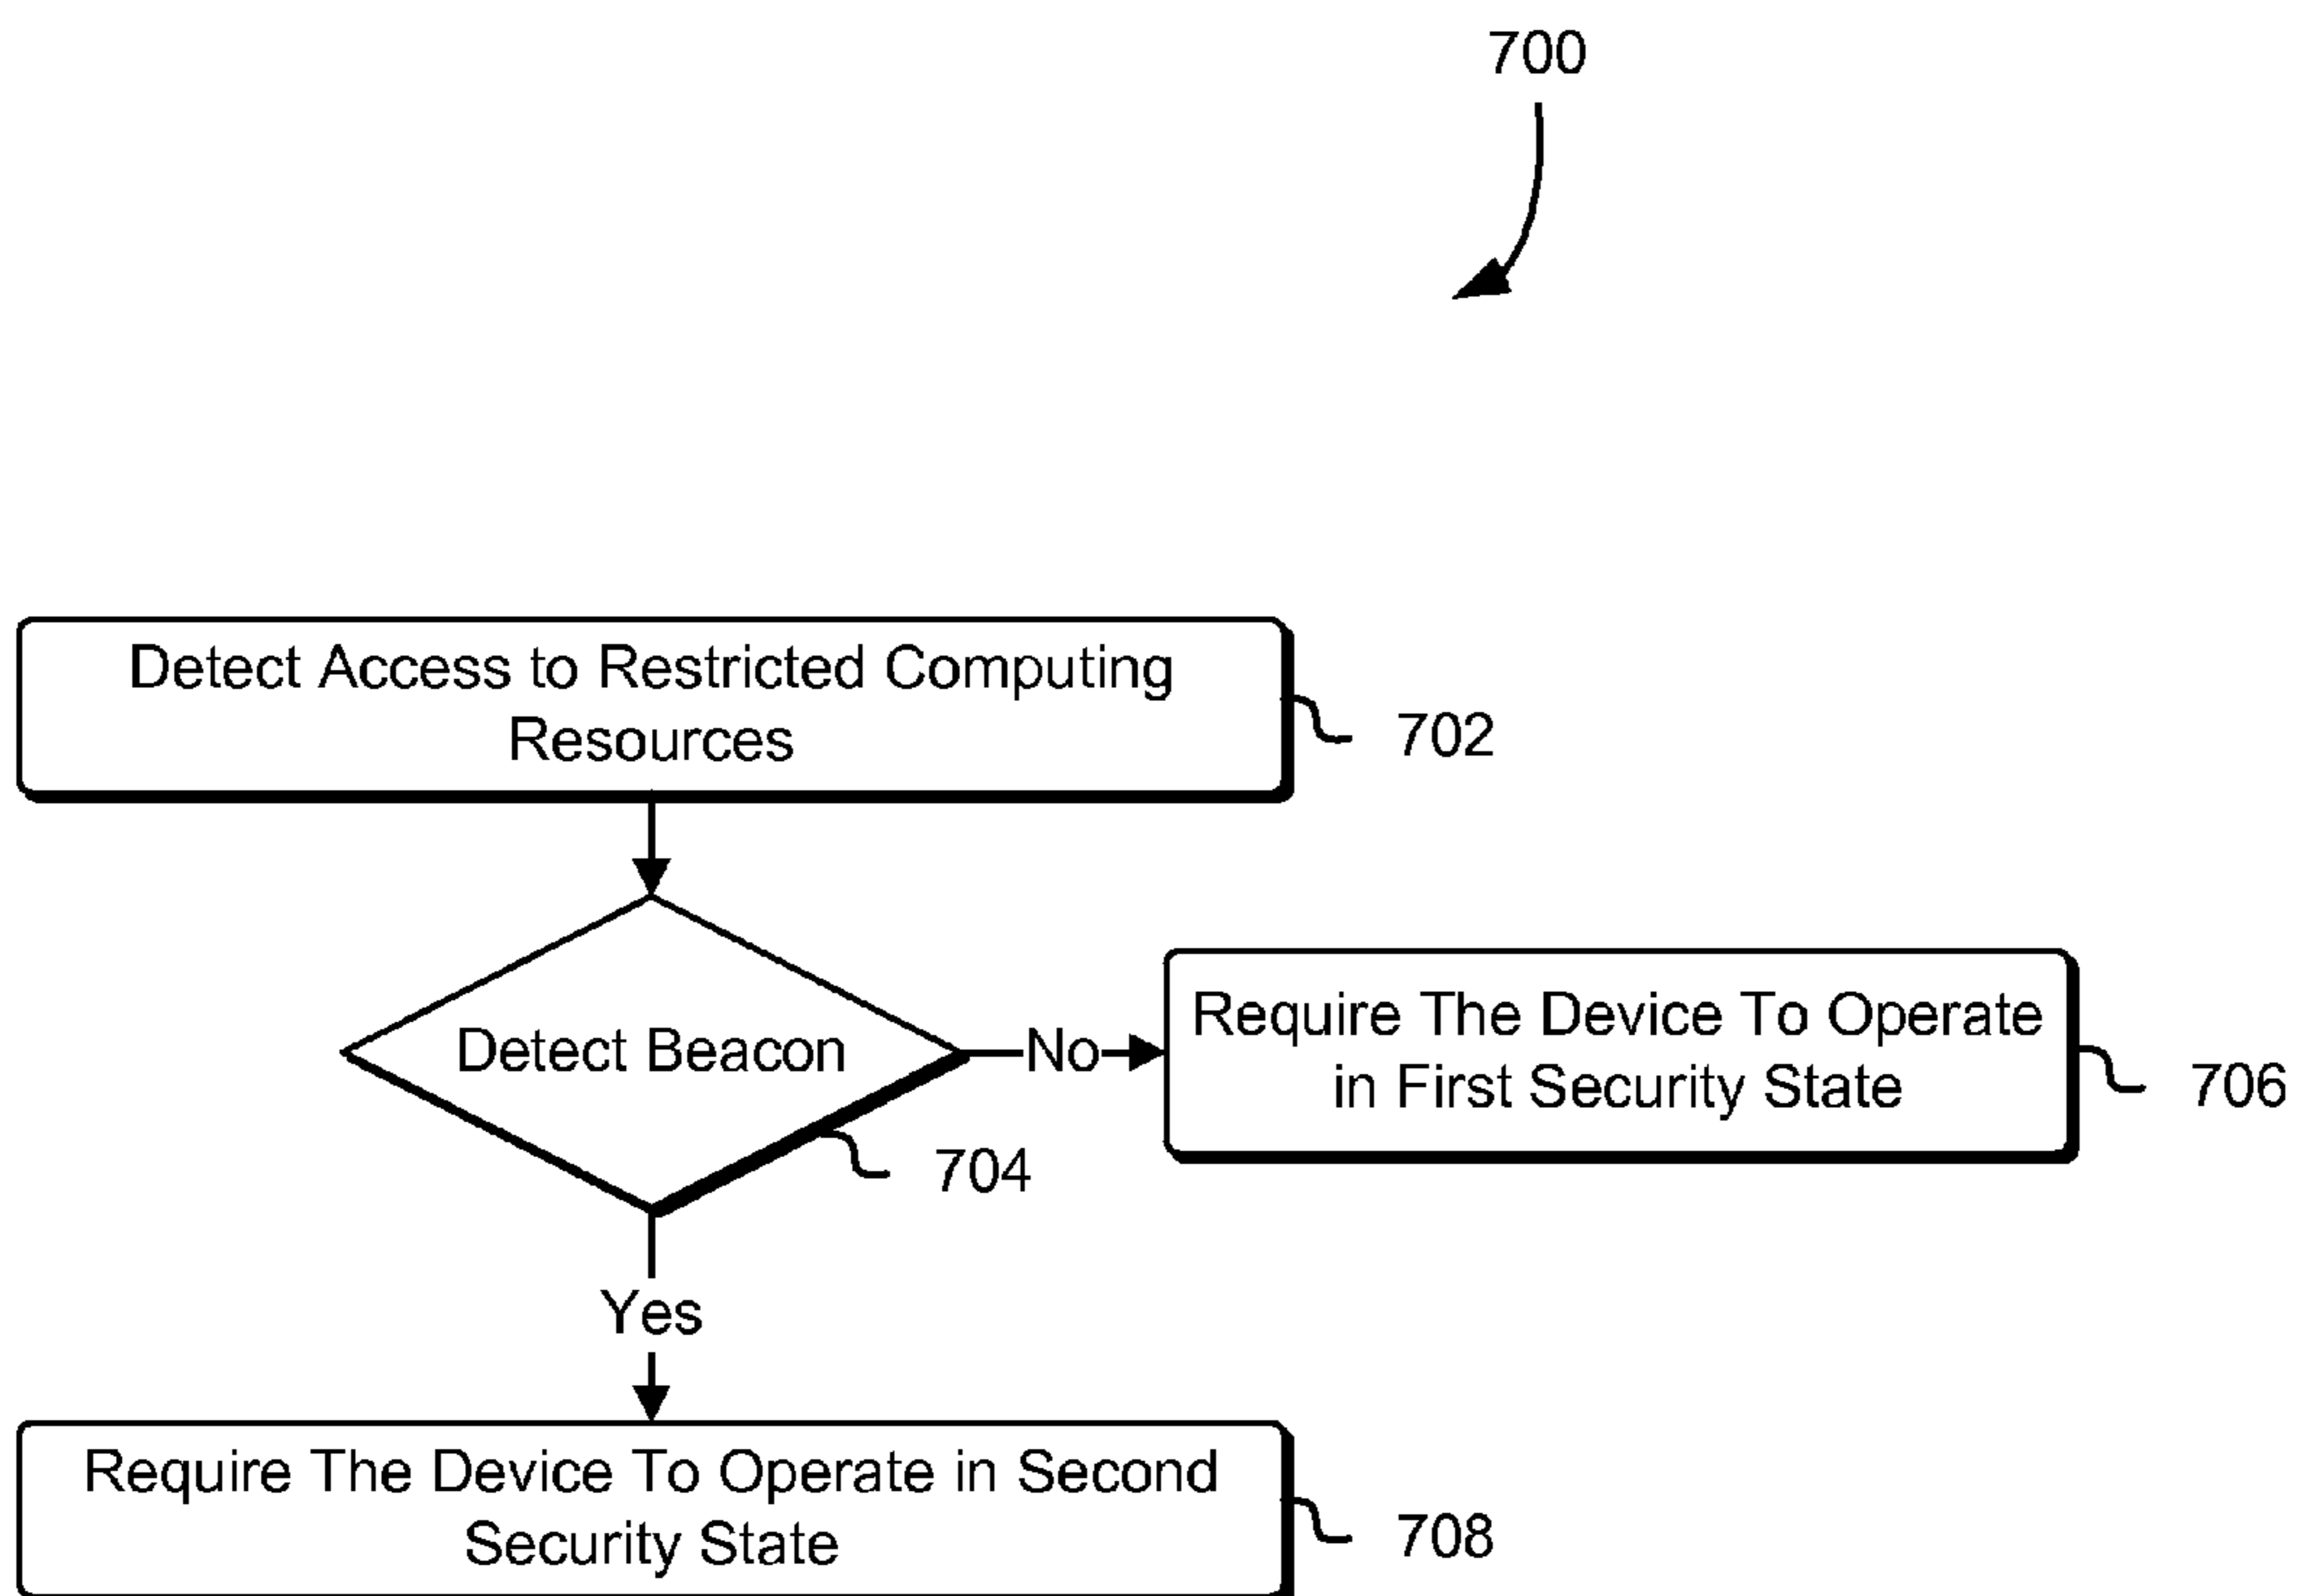 700
Detect Access to Restricted Computing
Resources
702
Detect Beacon
No
Require The Device To Operate
in First Security State
706
704
Yes
Require The Device To Operate in Second
Security State
708